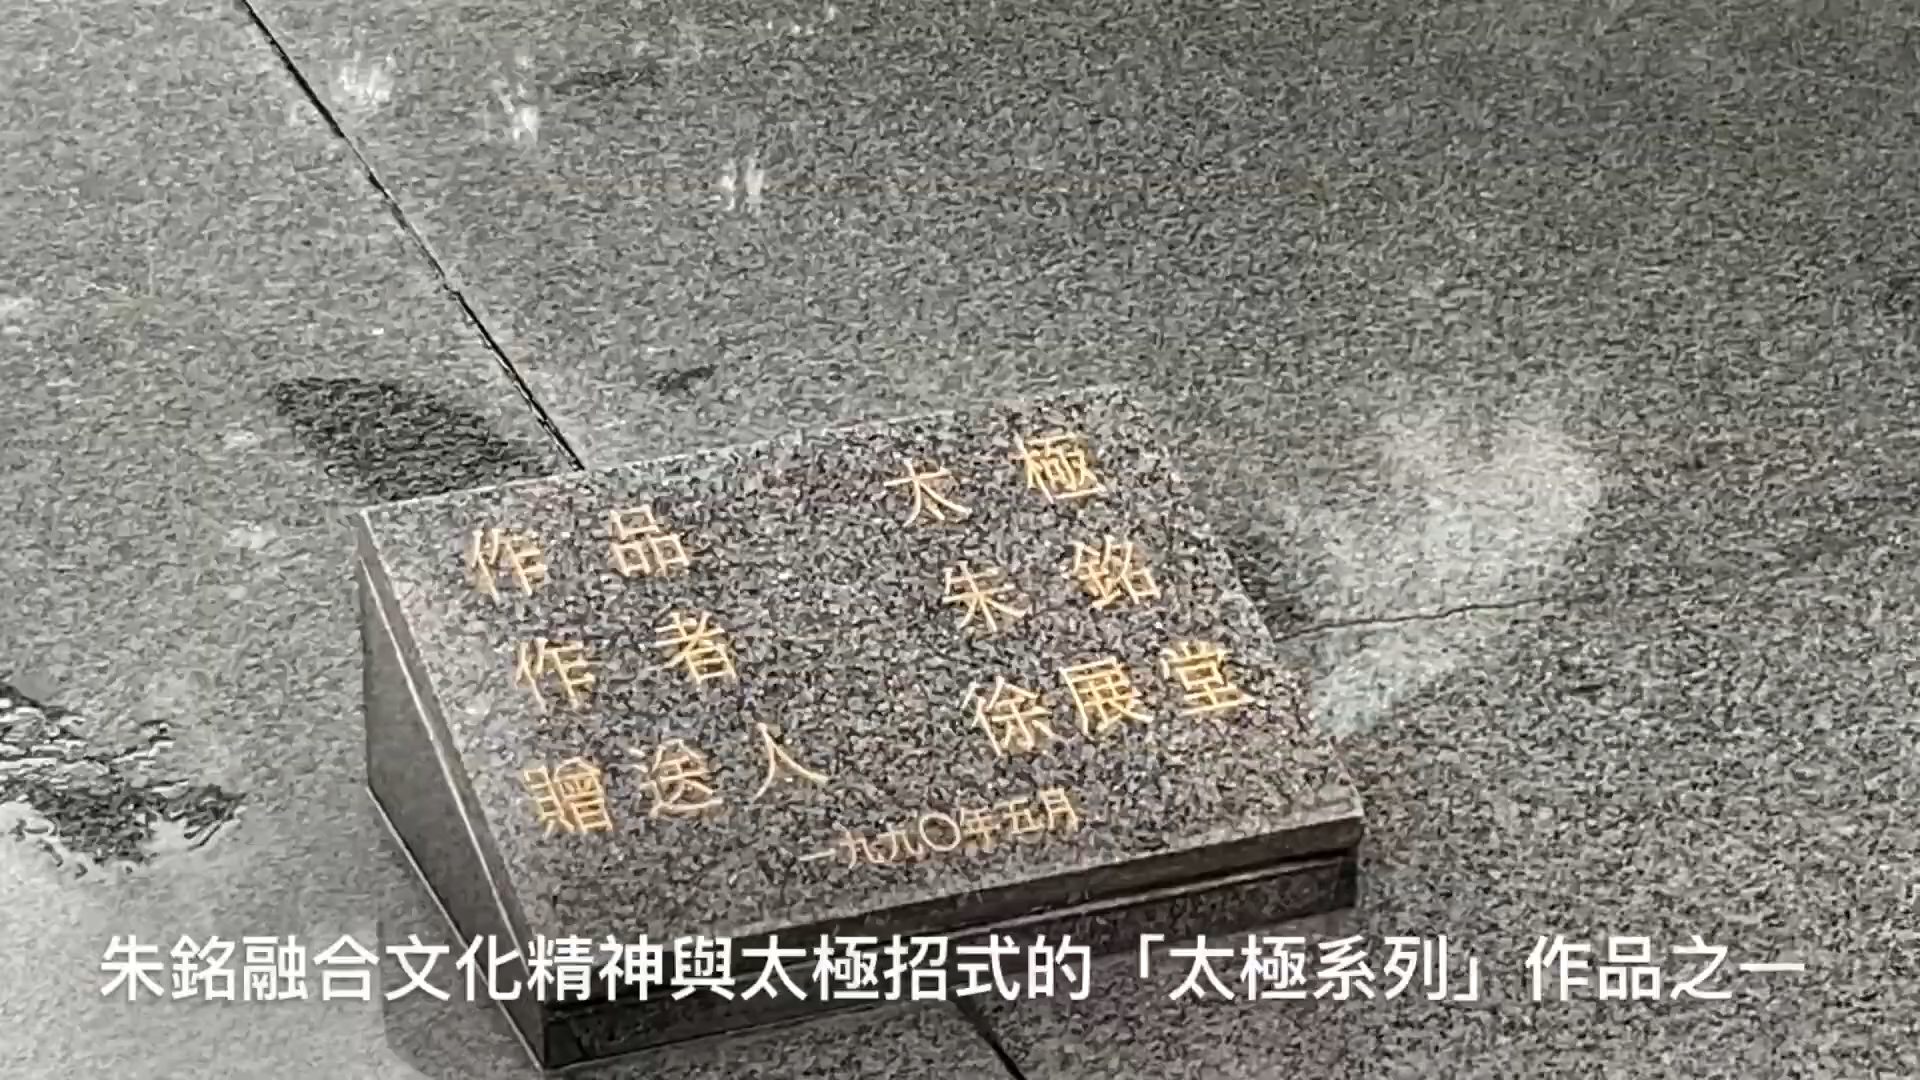 作品 太極
作者 朱銘
贈送人 徐展堂
一九九〇年五月
朱銘融合文化精神與太極招式的「太極系列」作品之一